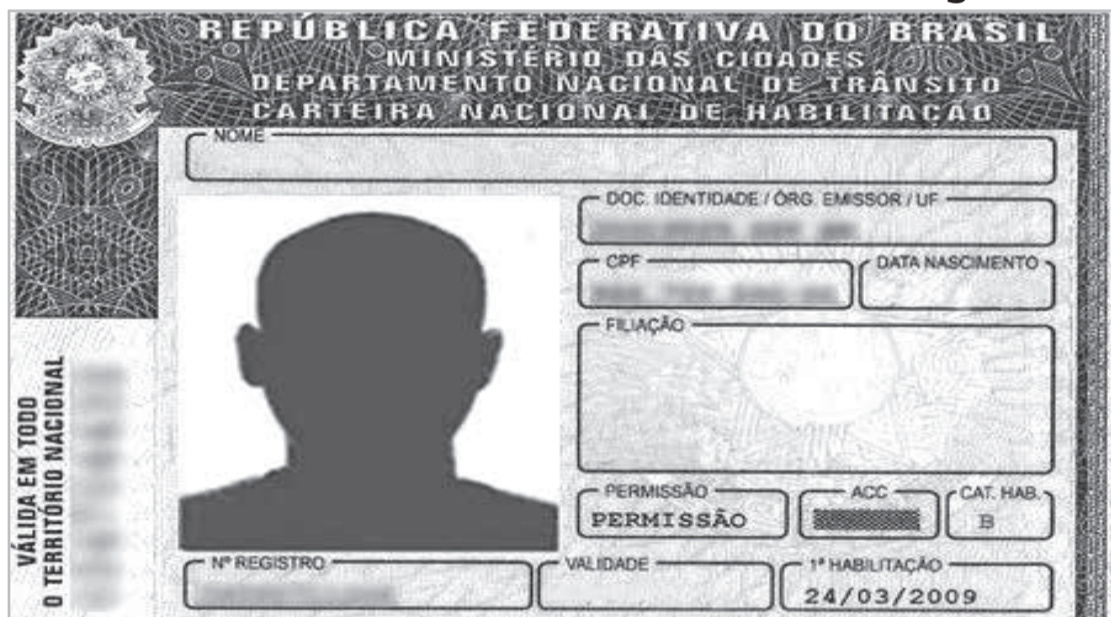 REPÚBLICA FEDERATIVA DO BRASIL
MINISTÉRIO DAS CIDADES
DEPARTAMENTO NACIONAL DE TRÂNSITO
CARTEIRA NACIONAL DE HABILITAÇÃO
NOME
DOC. IDENTIDADE / ÓRG. EMISSOR / UF
CPF
DATA NASCIMENTO
FILIAÇÃO
PERMISSÃO
ACC
CAT. HAB.
PERMISSÃO
B
Nº REGISTRO
VALIDADE
1ª HABILITAÇÃO
24/03/2009
VÁLIDA EM TODO
O TERRITÓRIO NACIONAL